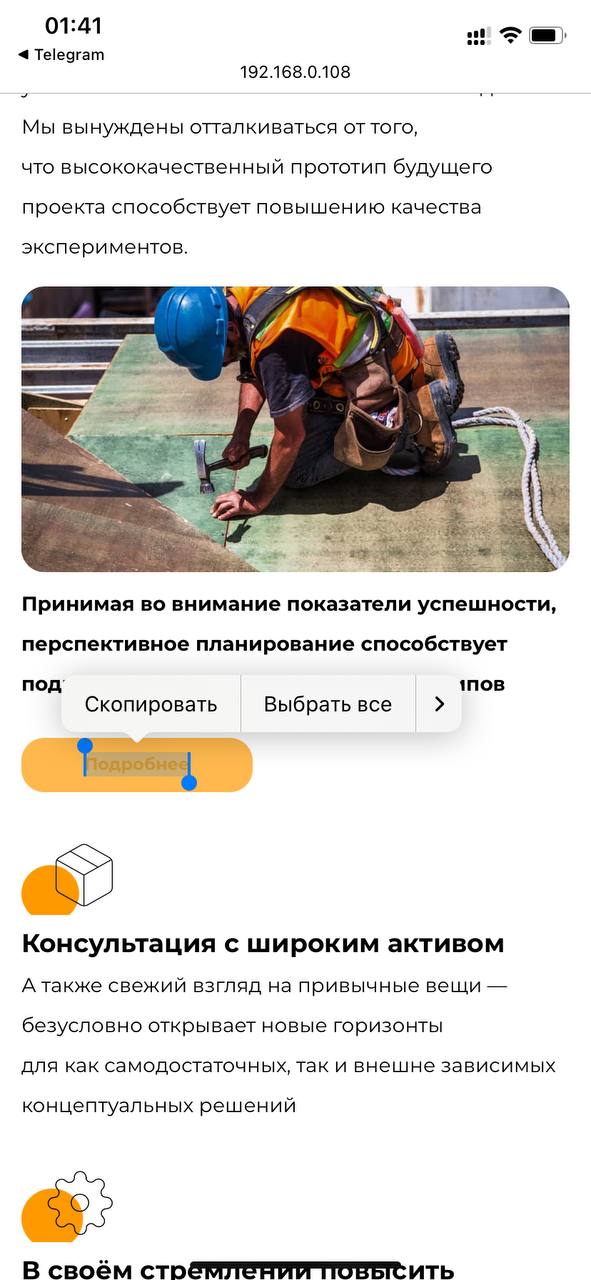 01:41
◀ Telegram
192.168.0.108
Мы вынуждены отталкиваться от того,
что высококачественный прототип будущего
проекта способствует повышению качества
экспериментов.
Принимая во внимание показатели успешности,
перспективное планирование способствует
Скопировать
Выбрать все
Подробнее
Консультация с широким активом
А также свежий взгляд на привычные вещи —
безусловно открывает новые горизонты
для как самодостаточных, так и внешне зависимых
концептуальных решений
В своём стремлении повысить